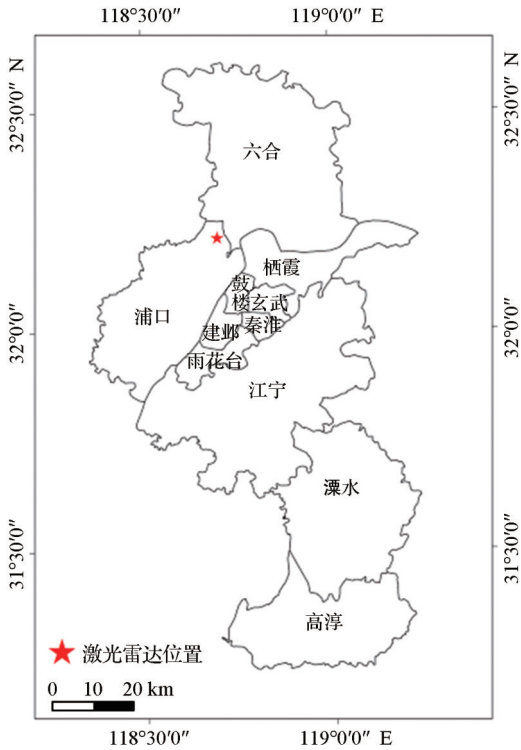 118°30′0″ 119°0′0″ E
32°30′0″ N
32°30′0″ N
六合
栖霞
鼓
楼 玄武
浦口
32°0′0″
32°0′0″
建邺 秦淮
雨花台
江宁
溧水
31°30′0″
31°30′0″
高淳
激光雷达位置
0 10 20 km
118°30′0″ 119°0′0″ E